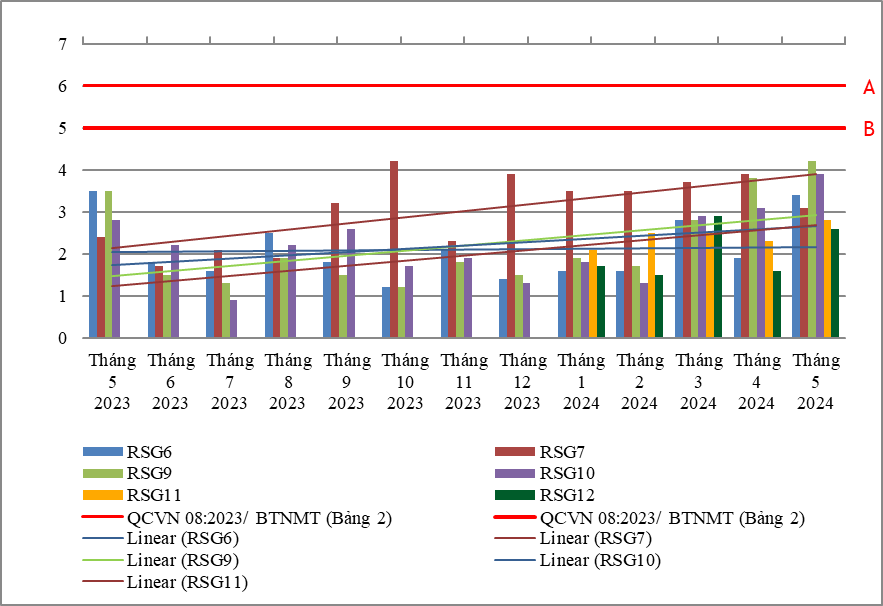 7
6
A
5
B
4
3
2
1
0
Tháng 5 2023
Tháng 6 2023
Tháng 7 2023
Tháng 8 2023
Tháng 9 2023
Tháng 10 2023
Tháng 11 2023
Tháng 12 2023
Tháng 1 2024
Tháng 2 2024
Tháng 3 2024
Tháng 4 2024
Tháng 5 2024
RSG6
RSG7
RSG9
RSG10
RSG11
RSG12
QCVN 08:2023/ BTNMT (Bảng 2)
QCVN 08:2023/ BTNMT (Bảng 2)
Linear (RSG6)
Linear (RSG7)
Linear (RSG9)
Linear (RSG10)
Linear (RSG11)